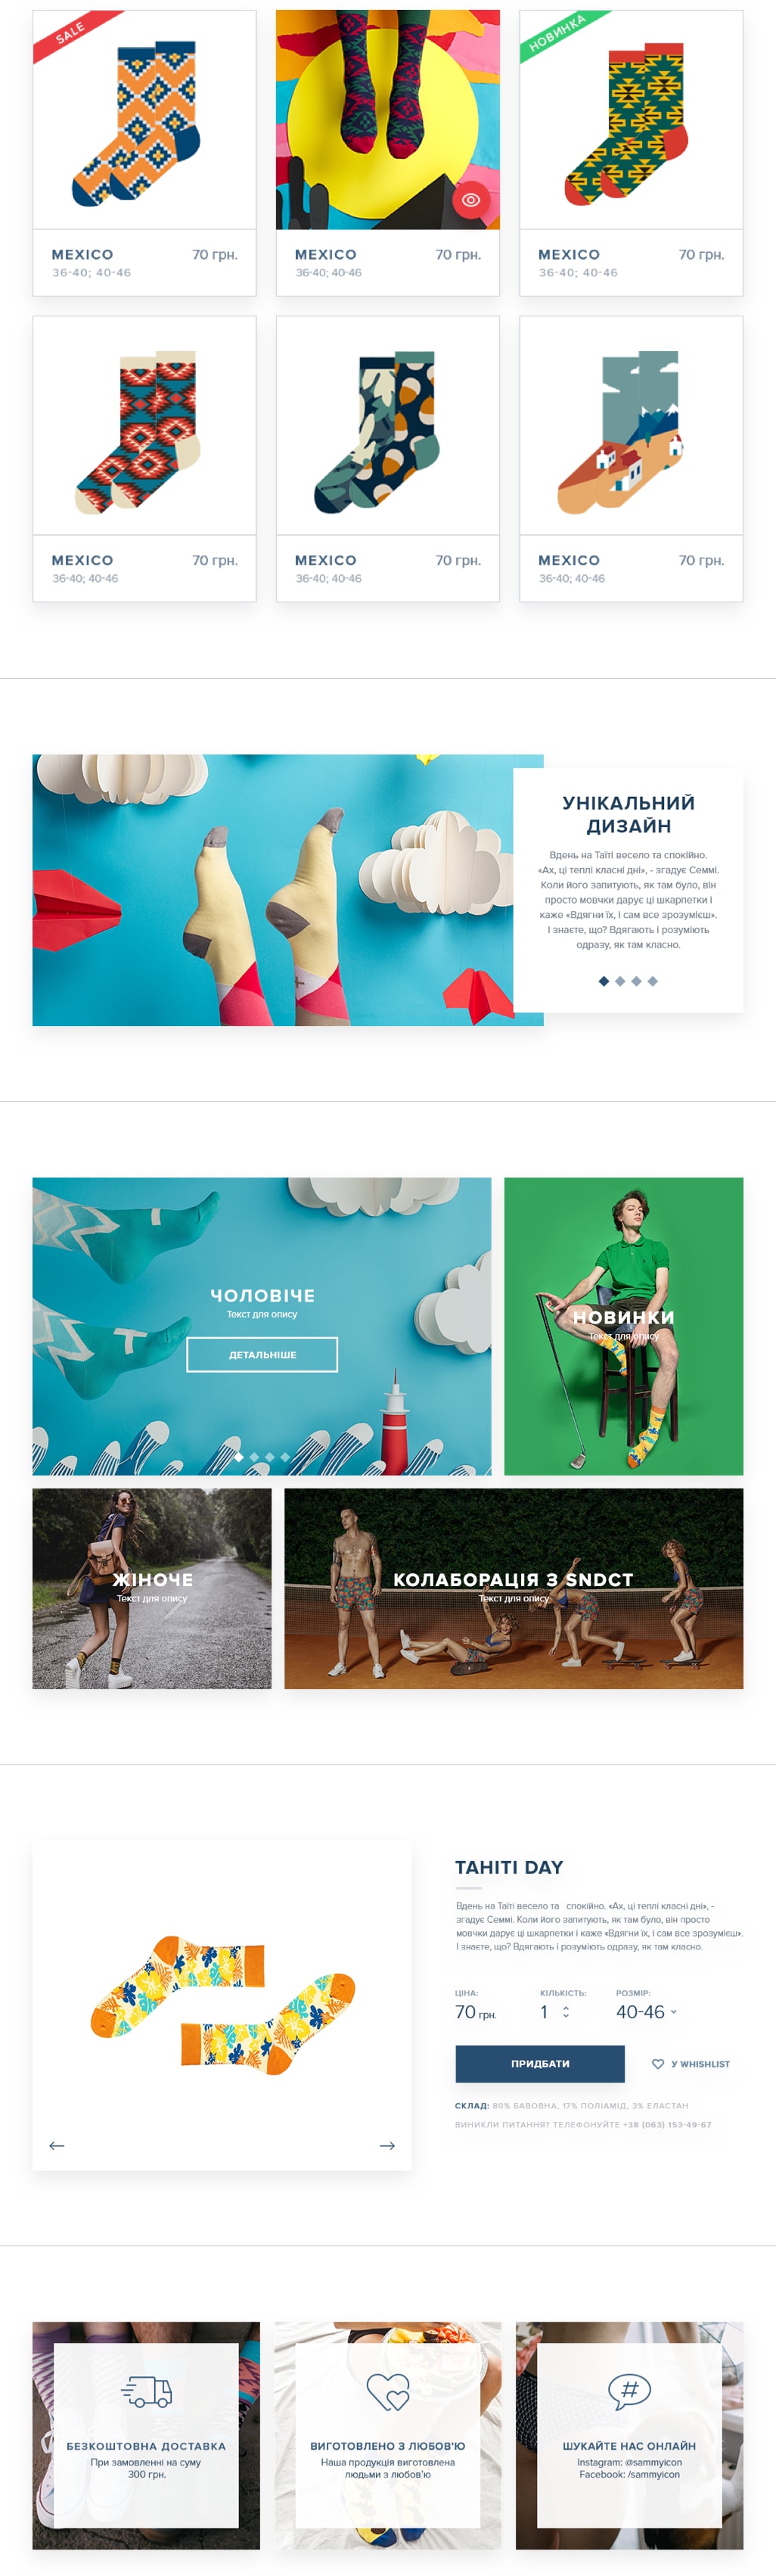 SALE
НОВИНКА
MEXICO 70 грн.
36-40; 40-46
MEXICO 70 грн.
36-40; 40-46
MEXICO 70 грн.
36-40; 40-46
MEXICO 70 грн.
36-40; 40-46
MEXICO 70 грн.
36-40; 40-46
MEXICO 70 грн.
36-40; 40-46
УНІКАЛЬНИЙ
ДИЗАЙН
Вдень на Таїті весело та спокійно.
«Ах, ці теплі класні дні», - згадує Семмі.
Коли його запитують, як там було, він
просто мовчки дарує ці шкарпетки і
каже «Вдягни їх, і сам все зрозумієш».
І знаєте, що? Вдягають і розуміють
одразу, як там класно.
ЧОЛОВІЧЕ
Текст для опису
ДЕТАЛЬНІШЕ
НОВИНКИ
Текст для опису
ЖІНОЧЕ
Текст для опису
КОЛАБОРАЦІЯ З SNDCT
Текст для опису
TAHITI DAY
Вдень на Таїті весело та спокійно. «Ах, ці теплі класні дні», -
згадує Семмі. Коли його запитують, як там було, він просто
мовчки дарує ці шкарпетки і каже «Вдягни їх, і сам все зрозумієш».
І знаєте, що? Вдягають і розуміють одразу, як там класно.
ЦІНА: КІЛЬКІСТЬ: РОЗМІР:
70 грн. 1 40-46
ПРИДБАТИ У WHISHLIST
СКЛАД: 80% БАВОВНА, 17% ПОЛІАМІД, 3% ЕЛАСТАН
ВИНИКЛИ ПИТАННЯ? ТЕЛЕФОНУЙТЕ +38 (063) 153-49-67
БЕЗКОШТОВНА ДОСТАВКА
При замовленні на суму
300 грн.
ВИГОТОВЛЕНО З ЛЮБОВ'Ю
Наша продукція виготовлена
людьми з любов'ю
#
ШУКАЙТЕ НАС ОНЛАЙН
Instagram: @sammyicon
Facebook: /sammyicon